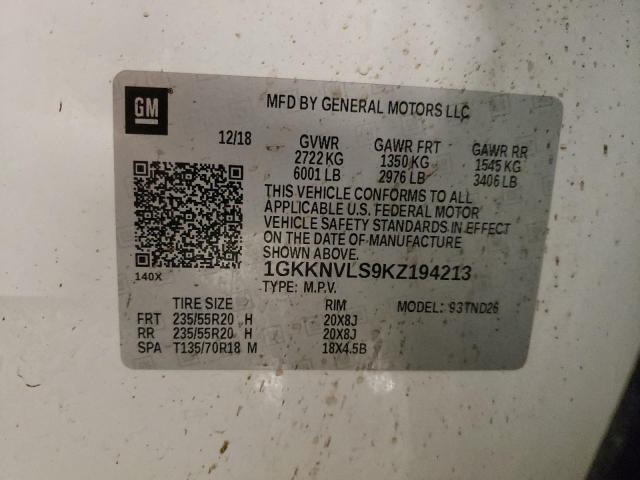 GM
MFD BY GENERAL MOTORS LLC
12/18 GVWR GAWR FRT GAWR RR
2722 KG 1350 KG 1545 KG
6001 LB 2976 LB 3406 LB
THIS VEHICLE CONFORMS TO ALL
APPLICABLE U.S. FEDERAL MOTOR
VEHICLE SAFETY STANDARDS IN EFFECT
ON THE DATE OF MANUFACTURE
SHOWN ABOVE.
140X
1GKKNVLS9KZ194213
TYPE: M.P.V. MODEL: 93TND26
TIRE SIZE RIM
FRT 235/55R20 H 20X8J
RR 235/55R20 H 20X8J
SPA T135/70R18 M 18X4.5B